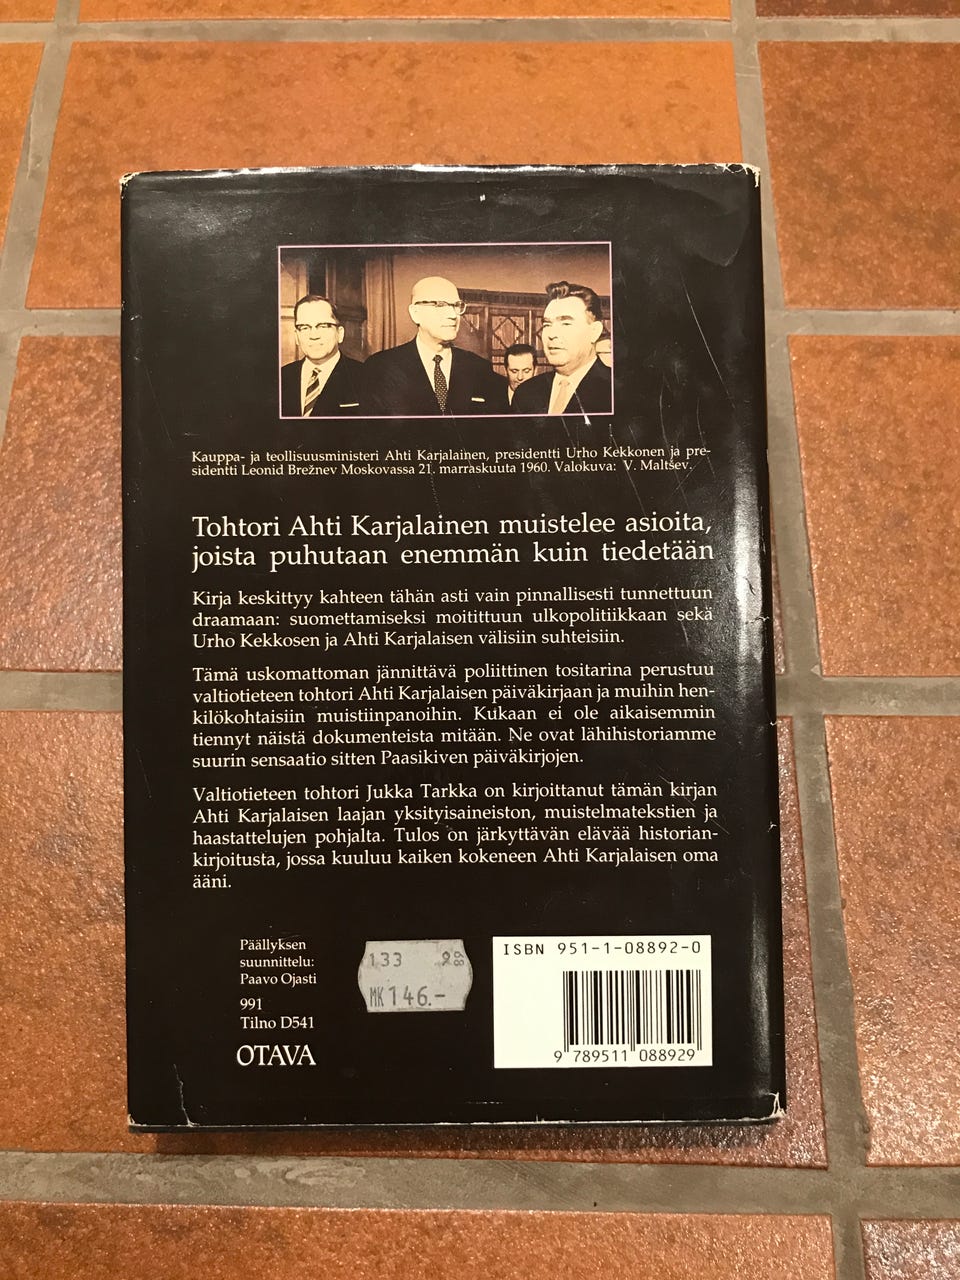 Kauppa- ja teollisuusministeri Ahti Karjalainen, presidentti Urho Kekkonen ja pre-
sidentti Leonid Brežnev Moskovassa 21. marraskuuta 1960. Valokuva: V. Maltšev.
Tohtori Ahti Karjalainen muistelee asioita,
joista puhutaan enemmän kuin tiedetään
Kirja keskittyy kahteen tähän asti vain pinnallisesti tunnettuun
draamaan: suomettamiseksi moitittuun ulkopolitiikkaan sekä
Urho Kekkosen ja Ahti Karjalaisen välisiin suhteisiin.
Tämä uskomattoman jännittävä poliittinen tositarina perustuu
valtiotieteen tohtori Ahti Karjalaisen päiväkirjaan ja muihin hen-
kilökohtaisiin muistiinpanoihin. Kukaan ei ole aikaisemmin
tiennyt näistä dokumenteista mitään. Ne ovat lähihistoriamme
suurin sensaatio sitten Paasikiven päiväkirjojen.
Valtiotieteen tohtori Jukka Tarkka on kirjoittanut tämän kirjan
Ahti Karjalaisen laajan yksityisaineiston, muistelmatekstien ja
haastattelujen pohjalta. Tulos on järkyttävän elävää historian-
kirjoitusta, jossa kuuluu kaiken kokeneen Ahti Karjalaisen oma
ääni.
Päällyksen
suunnittelu:
Paavo Ojasti
991
Tilno D541
OTAVA
133 9 89
MK 146.-
ISBN 951-1-08892-0
9 789511 088929